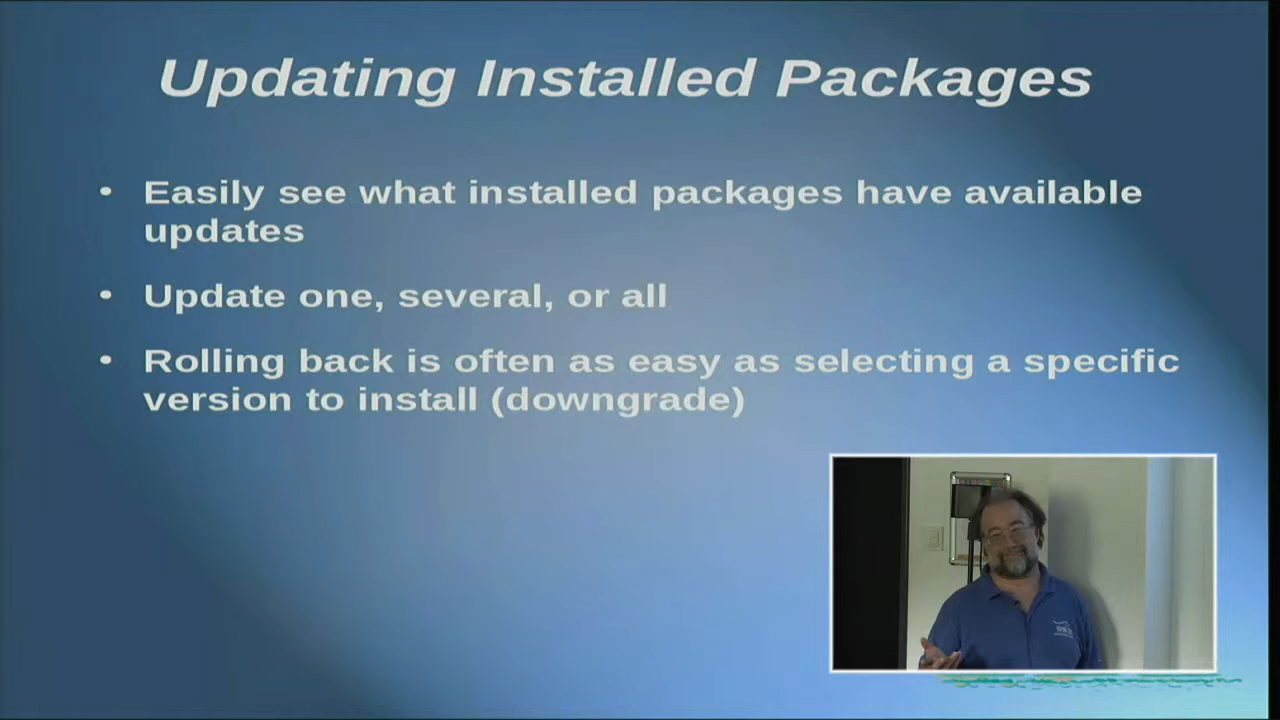 Updating Installed Packages
• Easily see what installed packages have available
updates
• Update one, several, or all
• Rolling back is often as easy as selecting a specific
version to install (downgrade)